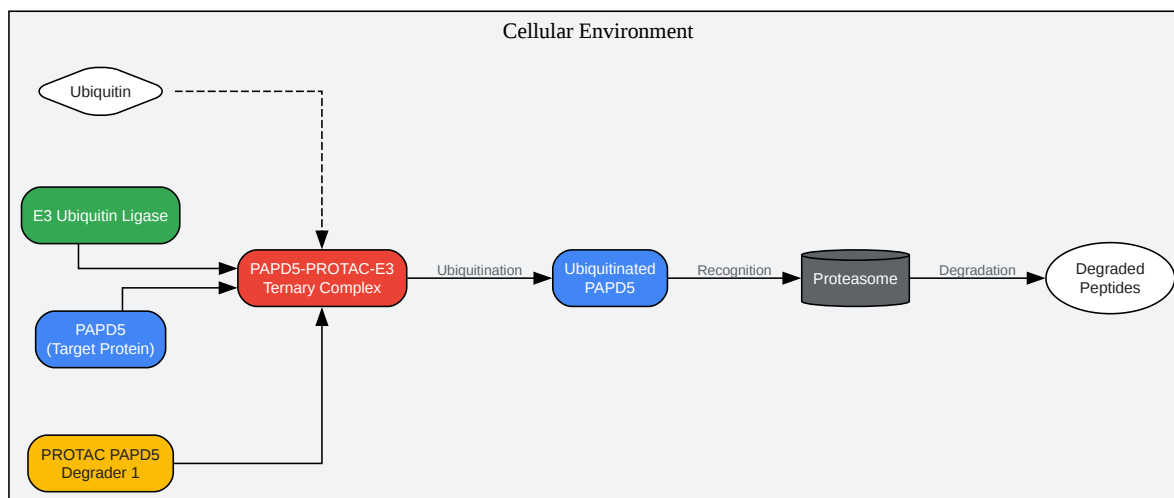 Cellular Environment
Ubiquitin
E3 Ubiquitin Ligase
PAPD5-PROTAC-E3
Ternary Complex
Ubiquitination
Ubiquitinated
PAPD5
Recognition
Proteasome
Degradation
Degraded
Peptides
PAPD5
(Target Protein)
PROTAC PAPD5
Degrader 1